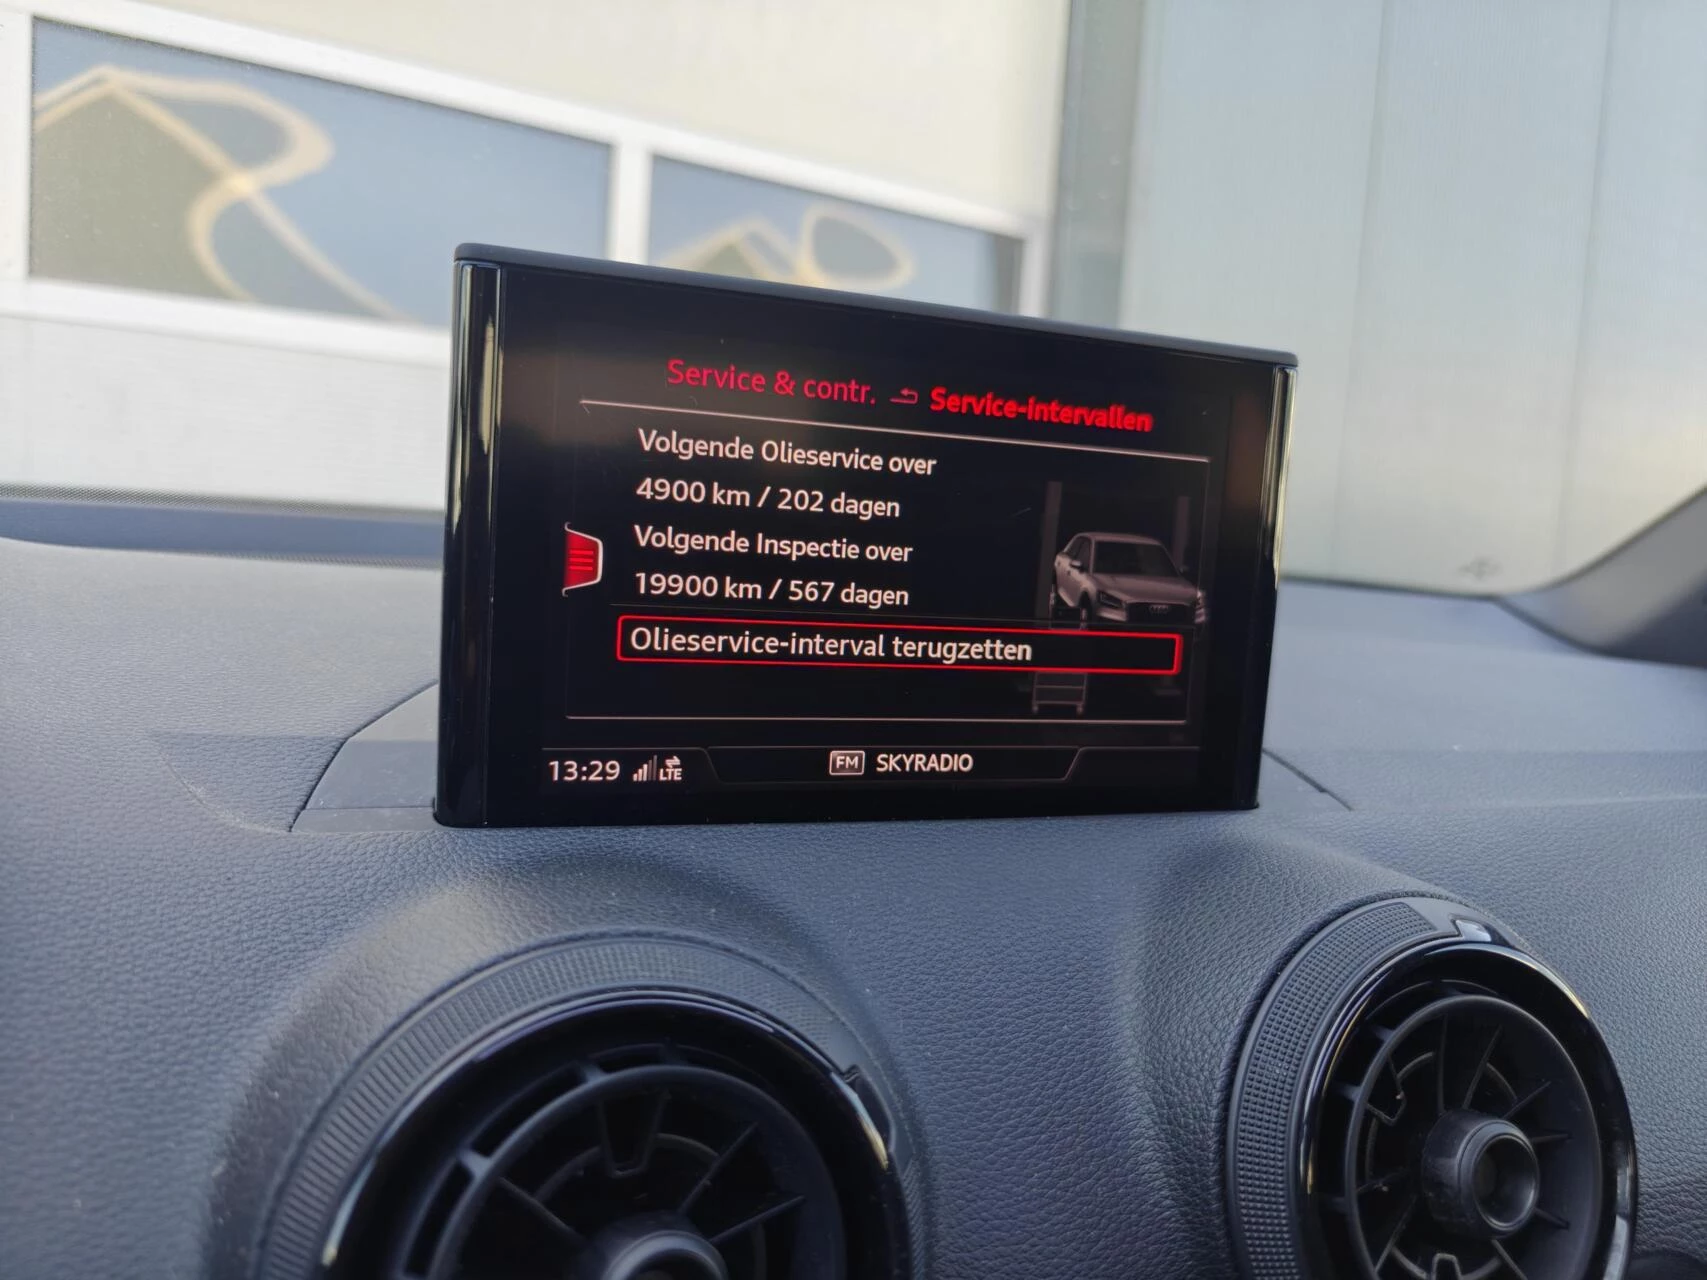 Service & contr. Service-intervallen
Volgende Olieservice over
4900 km / 202 dagen
Volgende Inspectie over
19900 km / 567 dagen
Olieservice-interval terugzetten
13:29 LTE FM SKYRADIO